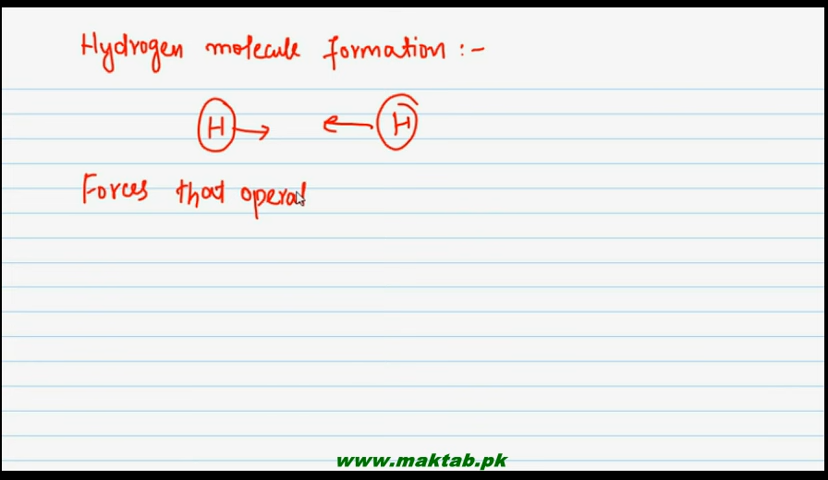 Hydrogen molecule formation :-
H H
Forces that opera
www.maktab.pk